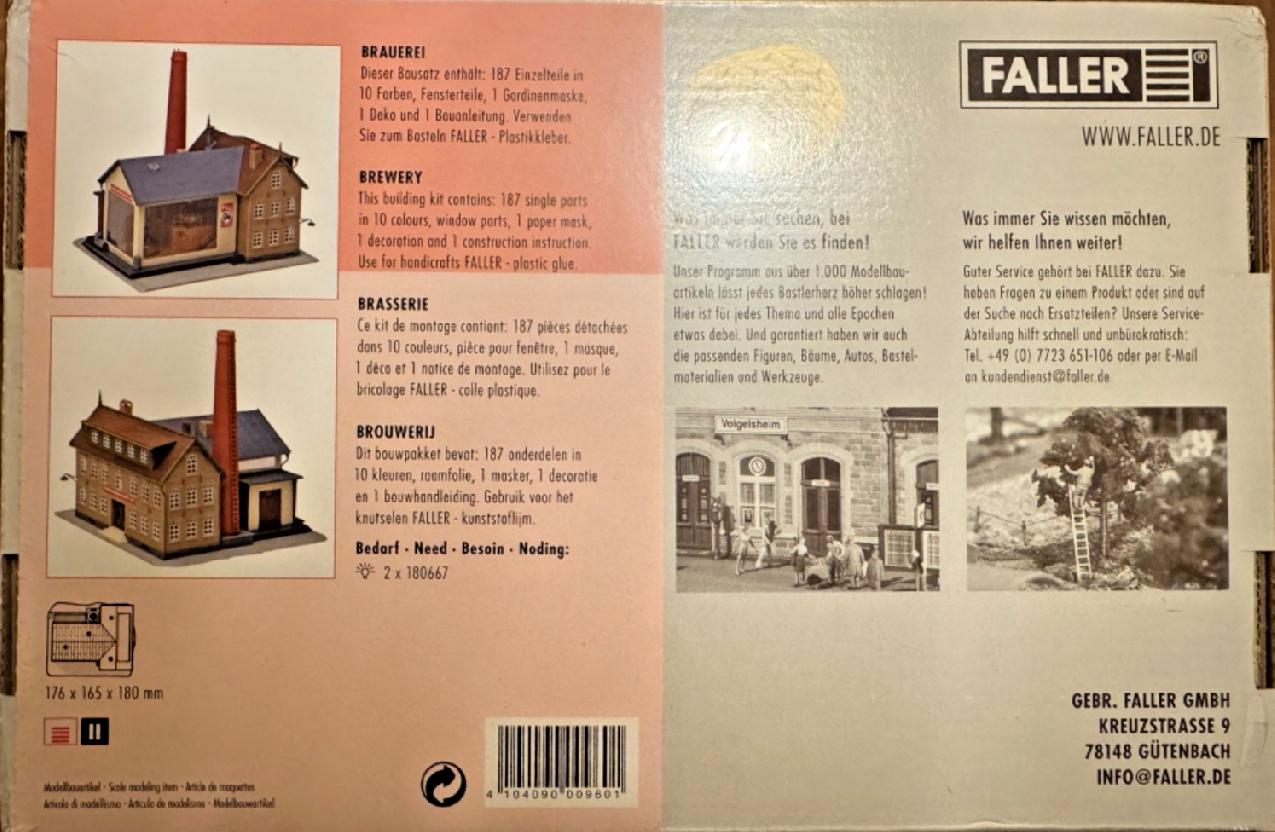 BRAUEREI
Dieser Bausatz enthält: 187 Einzelteile in
10 Farben, Fensterteile, 1 Gardinenmaske,
1 Deko und 1 Bauanleitung. Verwenden
Sie zum Basteln FALLER - Plastikkleber.
BREWERY
This building kit contains: 187 single parts
in 10 colours, window parts, 1 paper mask,
1 decoration and 1 construction instruction.
Use for handicrafts FALLER - plastic glue.
BRASSERIE
Ce kit de montage contient: 187 pièces détachées
dans 10 couleurs, pièce pour fenêtre, 1 masque,
1 déco et 1 notice de montage. Utilisez pour le
bricolage FALLER - colle plastique.
BROUWERIJ
Dit bouwpakket bevat: 187 onderdelen in
10 kleuren, raamfolie, 1 masker, 1 decoratie
en 1 bouwhandleiding. Gebruik voor het
knutselen FALLER - kunststoflijm.
Bedarf · Need · Besoin · Noding:
2 x 180667
176 x 165 x 180 mm
II
Modellbauartikel · Scale modeling item · Article de maquettes
Articolo di modellismo · Artículo de modelismo · Modelbouwartikel
4 104090 009601
Was immer Sie suchen, bei
FALLER werden Sie es finden!
Unser Programm aus über 1.000 Modellbau-
artikeln lässt jedes Bastlerherz höher schlagen!
Hier ist für jedes Thema und alle Epochen
etwas dabei. Und garantiert haben wir auch
die passenden Figuren, Bäume, Autos, Bastel-
materialien und Werkzeuge.
Volgelsheim
FALLER ®
WWW.FALLER.DE
Was immer Sie wissen möchten,
wir helfen Ihnen weiter!
Guter Service gehört bei FALLER dazu. Sie
haben Fragen zu einem Produkt oder sind auf
der Suche nach Ersatzteilen? Unsere Service-
Abteilung hilft schnell und unbürokratisch:
Tel. +49 (0) 7723 651-106 oder per E-Mail
an kundendienst@faller.de
GEBR. FALLER GMBH
KREUZSTRASSE 9
78148 GÜTENBACH
INFO@FALLER.DE